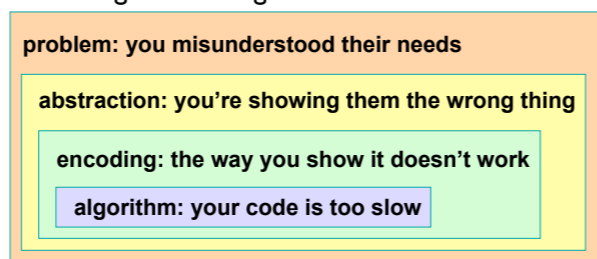 problem: you misunderstood their needs
abstraction: you're showing them the wrong thing
encoding: the way you show it doesn't work
algorithm: your code is too slow